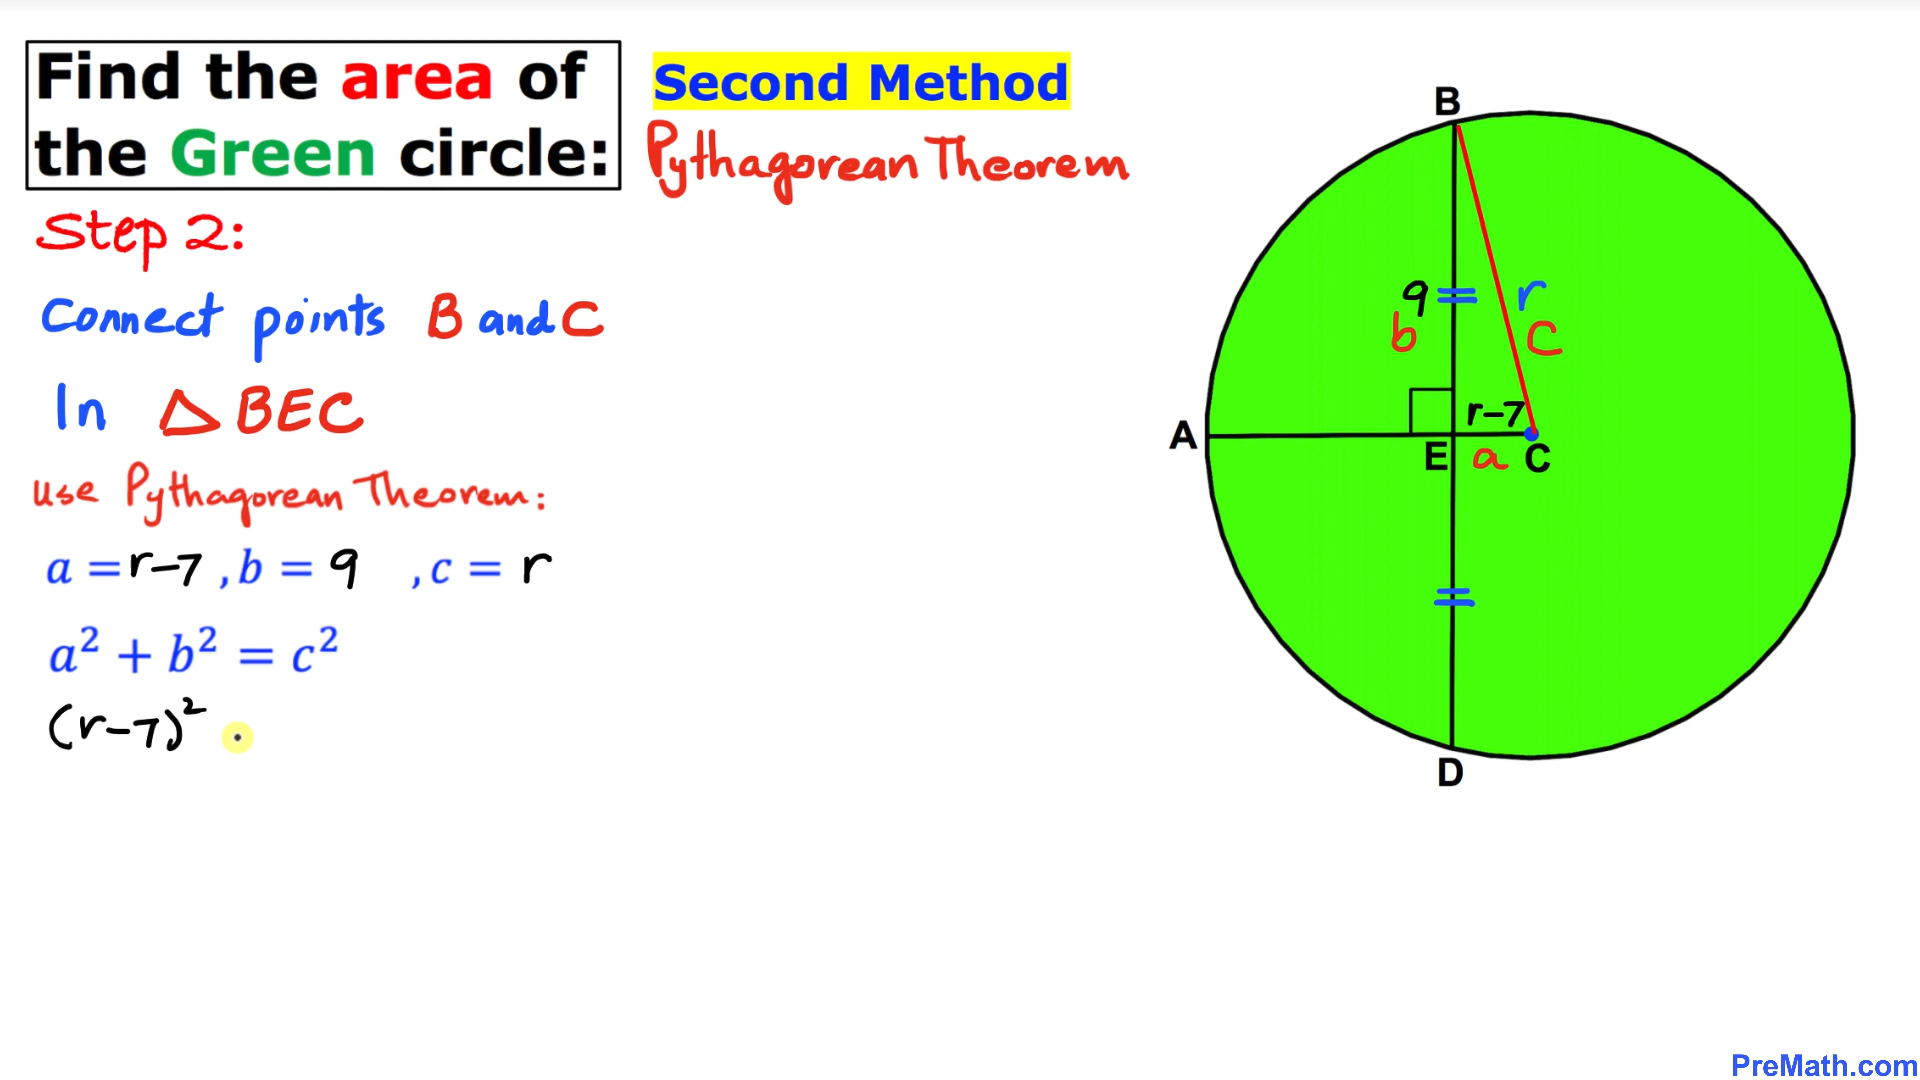 Find the area of
the Green circle:
Second Method
Pythagorean Theorem
Step 2:
Connect points B and C
In △ BEC
use Pythagorean Theorem:
a = r-7 , b = 9 , c = r
a² + b² = c²
(r-7)²
B
9
r
b
C
r-7
A
E
a
C
D
PreMath.com